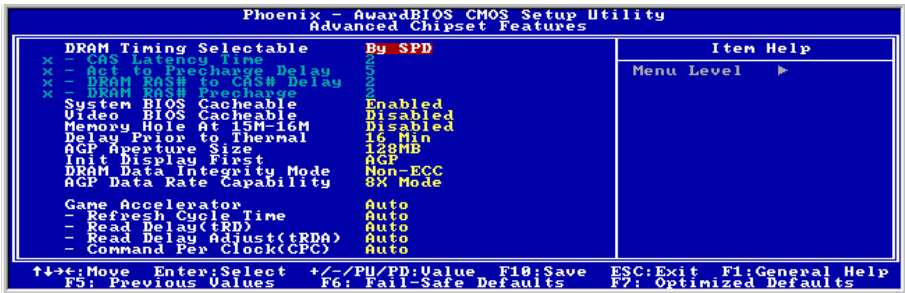 Phoenix - AwardBIOS CMOS Setup Utility
Advanced Chipset Features
DRAM Timing Selectable By SPD
x - CAS Latency Time 2
x - Act to Precharge Delay 5
x - DRAM RAS# to CAS# Delay 2
x - DRAM RAS# Precharge 2
System BIOS Cacheable Enabled
Video BIOS Cacheable Disabled
Memory Hole At 15M-16M Disabled
Delay Prior to Thermal 16 Min
AGP Aperture Size 128MB
Init Display First AGP
DRAM Data Integrity Mode Non-ECC
AGP Data Rate Capability 8X Mode
Game Accelerator Auto
- Refresh Cycle Time Auto
- Read Delay(tRD) Auto
- Read Delay Adjust(tRDA) Auto
- Command Per Clock(CPC) Auto
Item Help
Menu Level ►
↑↓→←:Move Enter:Select +/-/PU/PD:Value F10:Save ESC:Exit F1:General Help
F5: Previous Values F6: Fail-Safe Defaults F7: Optimized Defaults